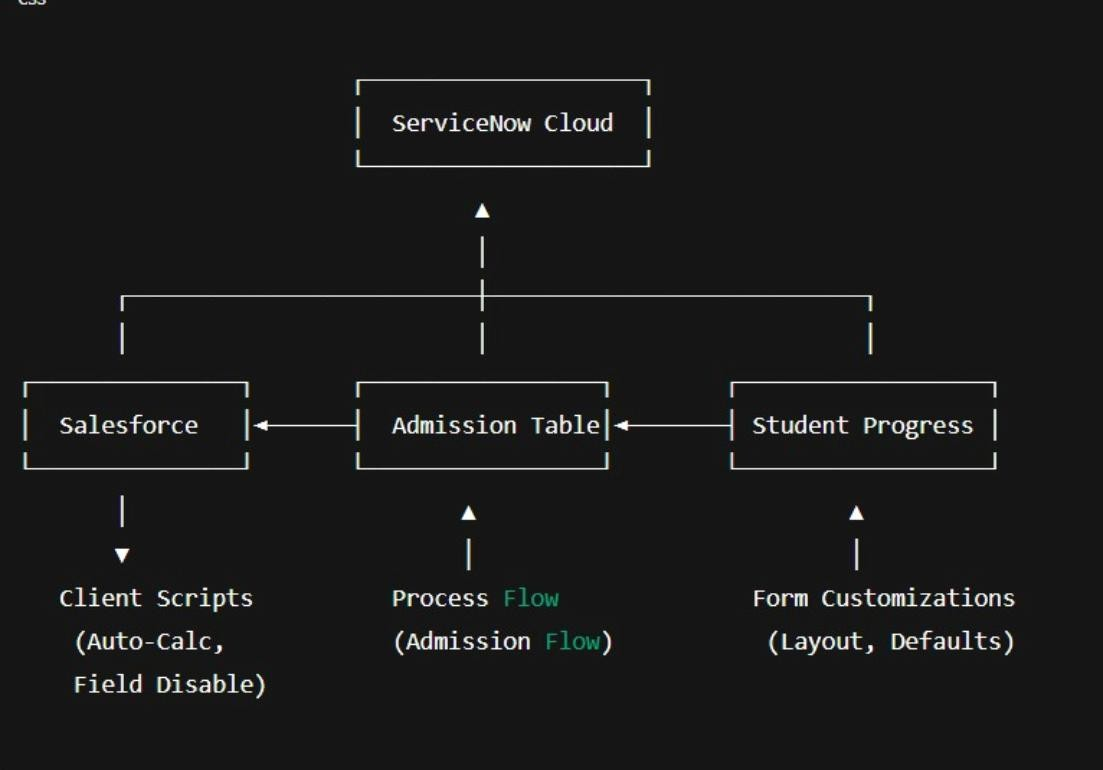 css
ServiceNow Cloud
Salesforce
Admission Table
Student Progress
Client Scripts
(Auto-Calc,
Field Disable)
Process Flow
(Admission Flow)
Form Customizations
(Layout, Defaults)